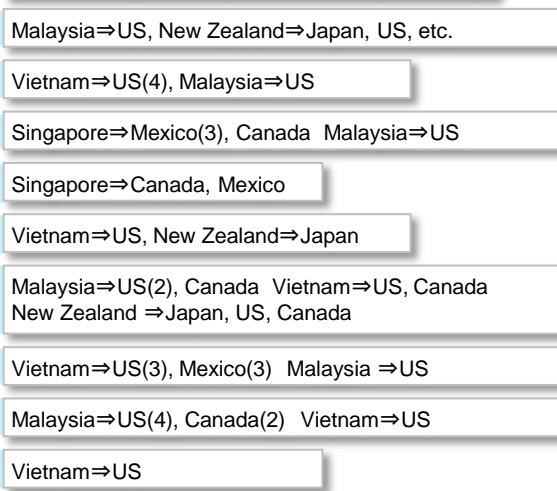 Malaysia⇒US, New Zealand⇒Japan, US, etc.
Vietnam⇒US(4), Malaysia⇒US
Singapore⇒Mexico(3), Canada  Malaysia⇒US
Singapore⇒Canada, Mexico
Vietnam⇒US, New Zealand⇒Japan
Malaysia⇒US(2), Canada  Vietnam⇒US, Canada
New Zealand ⇒Japan, US, Canada
Vietnam⇒US(3), Mexico(3)  Malaysia ⇒US
Malaysia⇒US(4), Canada(2)  Vietnam⇒US
Vietnam⇒US